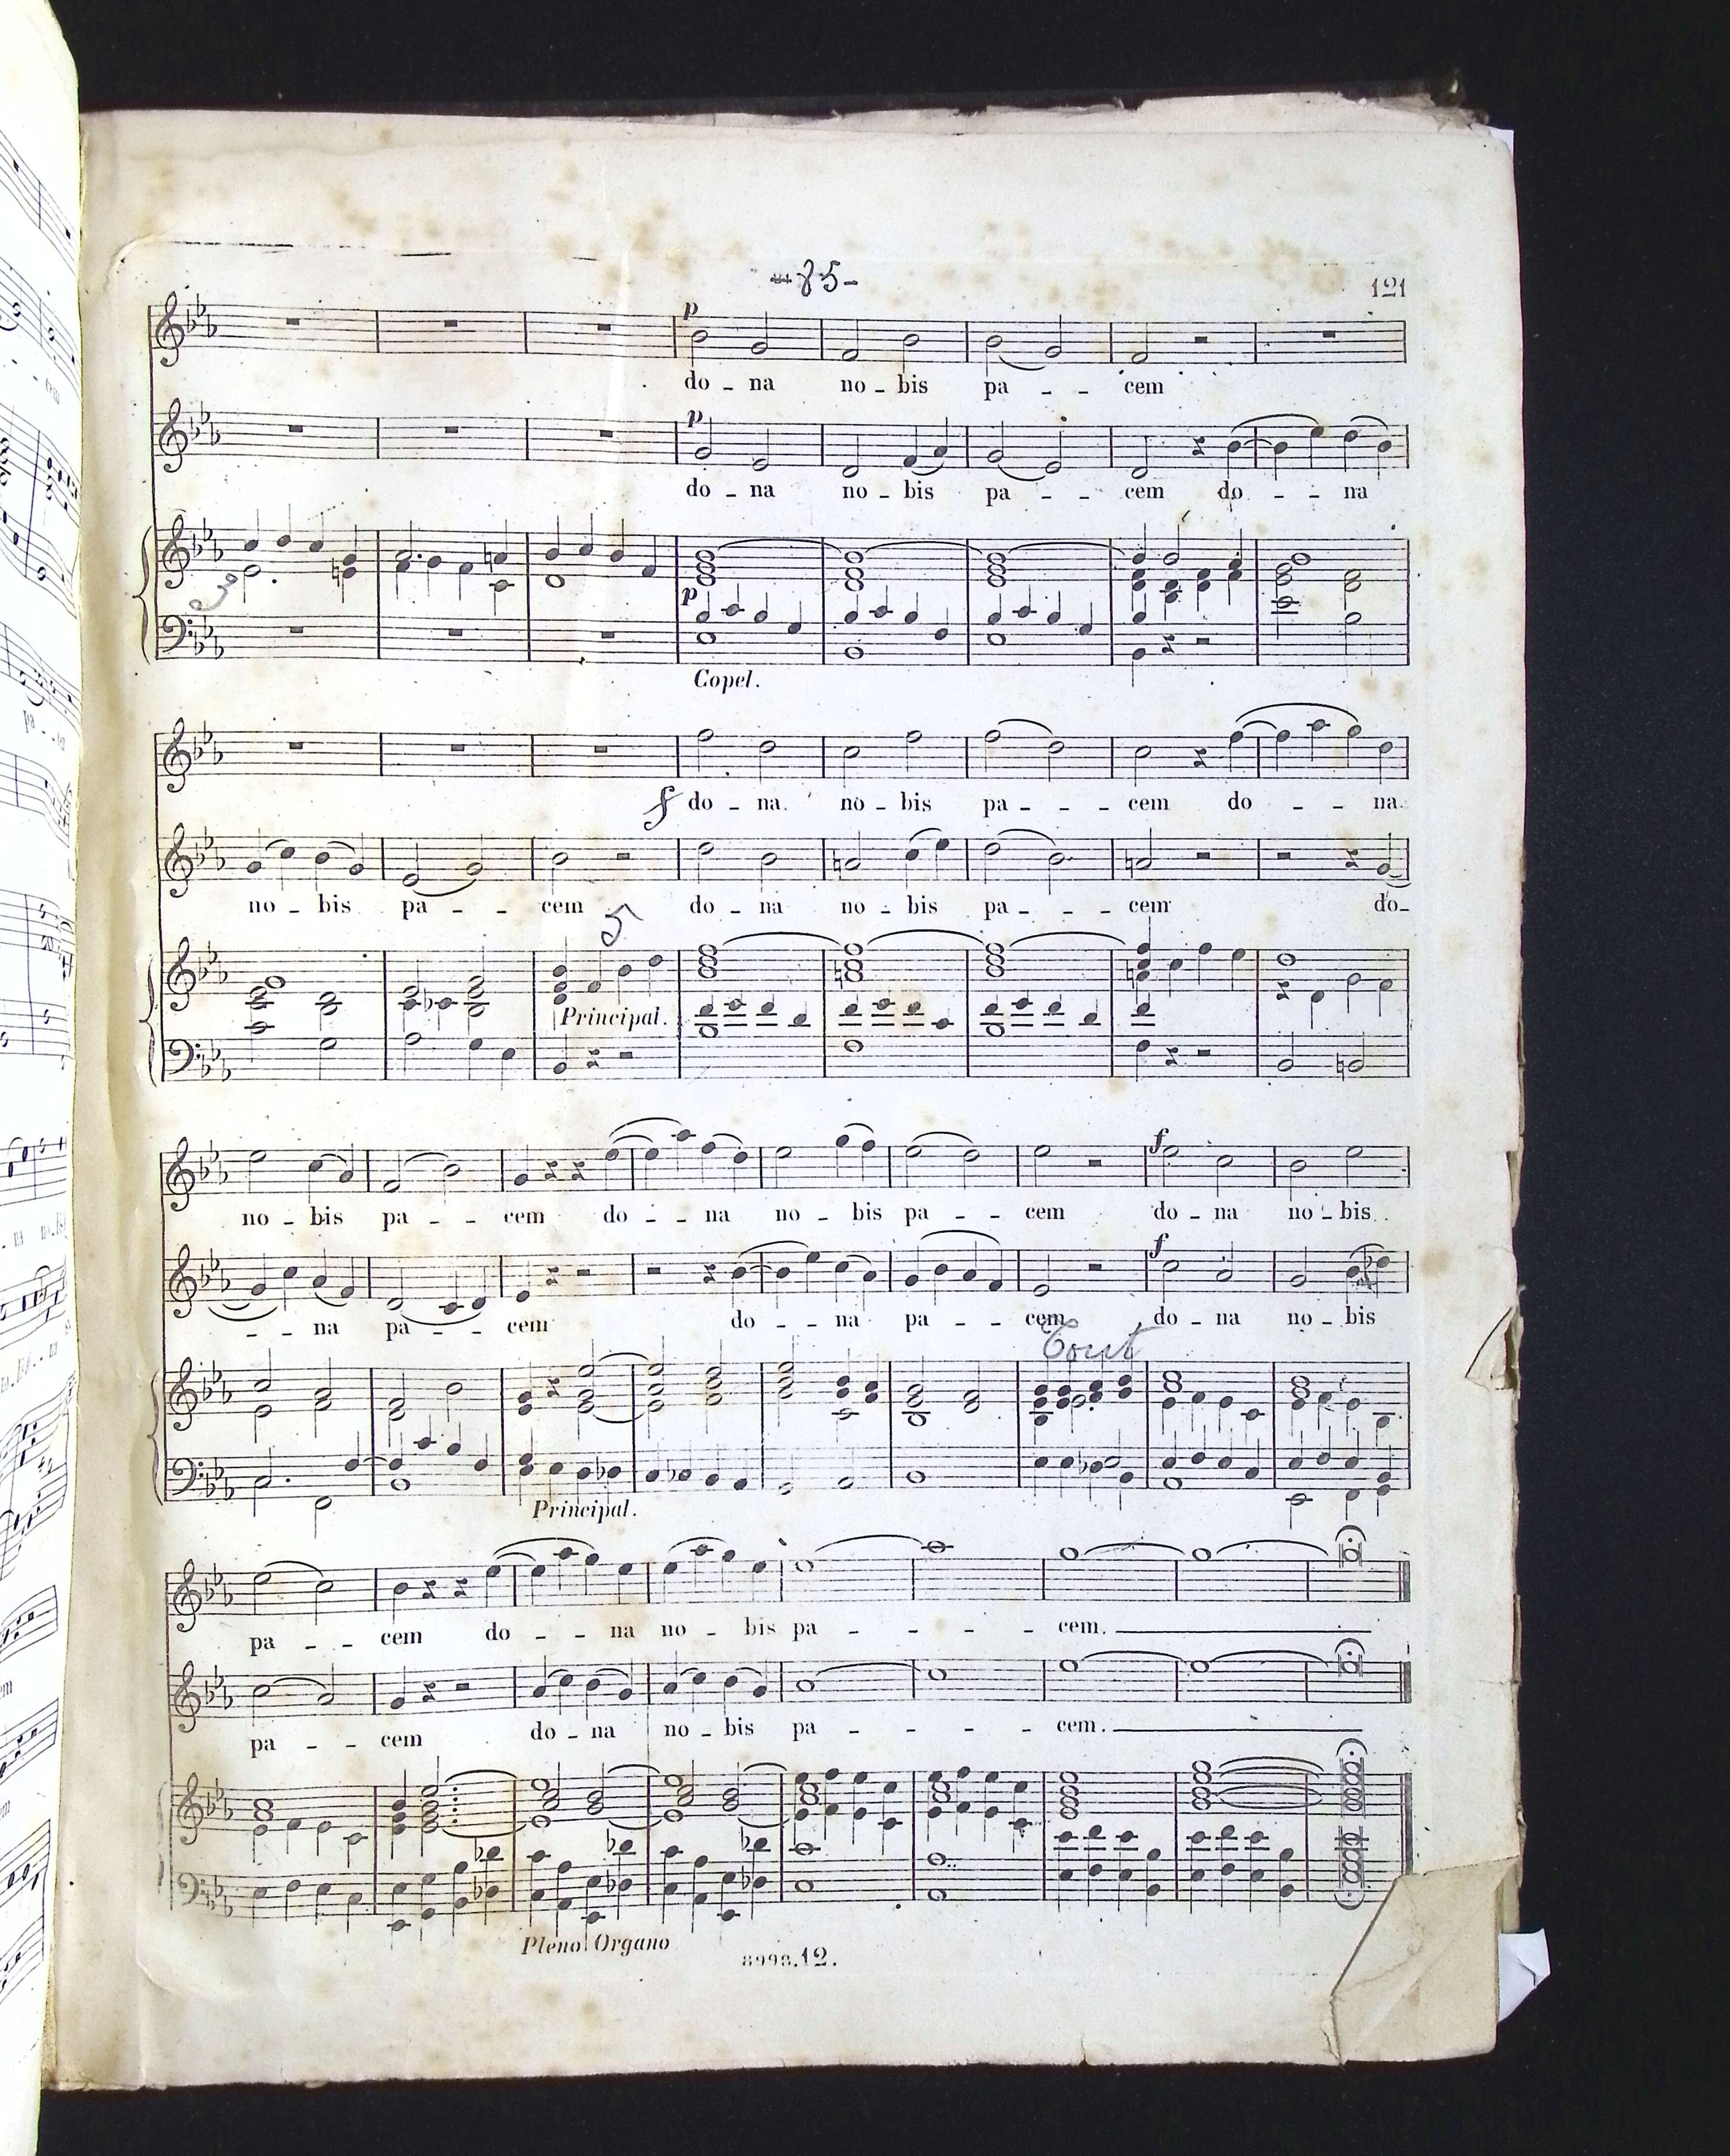 - 85 -
121
p
do - na no - bis pa - - cem
p
do - na no - bis pa - - cem do - - na
p
Copel.
f do - na no - bis pa - - - cem do - - na
no - bis pa - - cem do - na no - bis pa - - - cem do-
5
Principal.
no - bis pa - - cem do - - na no - bis pa - - cem f do - na no - bis
- - na pa - - cem do - - na pa - - cem f do - na no - bis
Tout
Principal.
pa - - cem do - - na no - bis pa - - - - cem.
pa - - cem do - na no - bis pa - - - - cem.
Pleno Organo
8998.12.